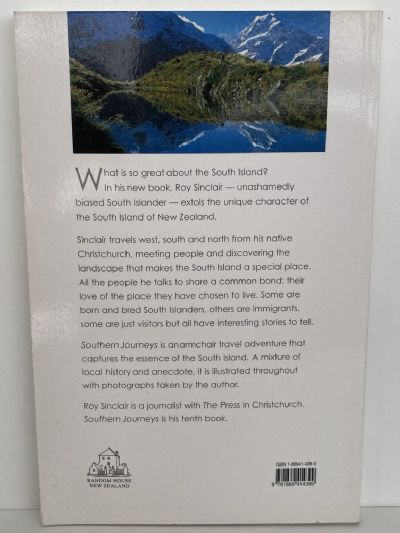 What is so great about the South Island?
In his new book, Roy Sinclair — unashamedly
biased South Islander — extols the unique character of
the South Island of New Zealand.
Sinclair travels west, south and north from his native
Christchurch, meeting people and discovering the
landscape that makes the South Island a special place.
All the people he talks to share a common bond: their
love of the place they have chosen to live. Some are
born and bred South Islanders, others are immigrants,
some are just visitors but all have interesting stories to tell.
Southern Journeys is anarmchair travel adventure that
captures the essence of the South Island. A mixture of
local history and anecdote, it is illustrated throughout
with photographs taken by the author.
Roy Sinclair is a journalist with The Press in Christchurch.
Southern Journeys is his tenth book.
RANDOM HOUSE
NEW ZEALAND
ISBN